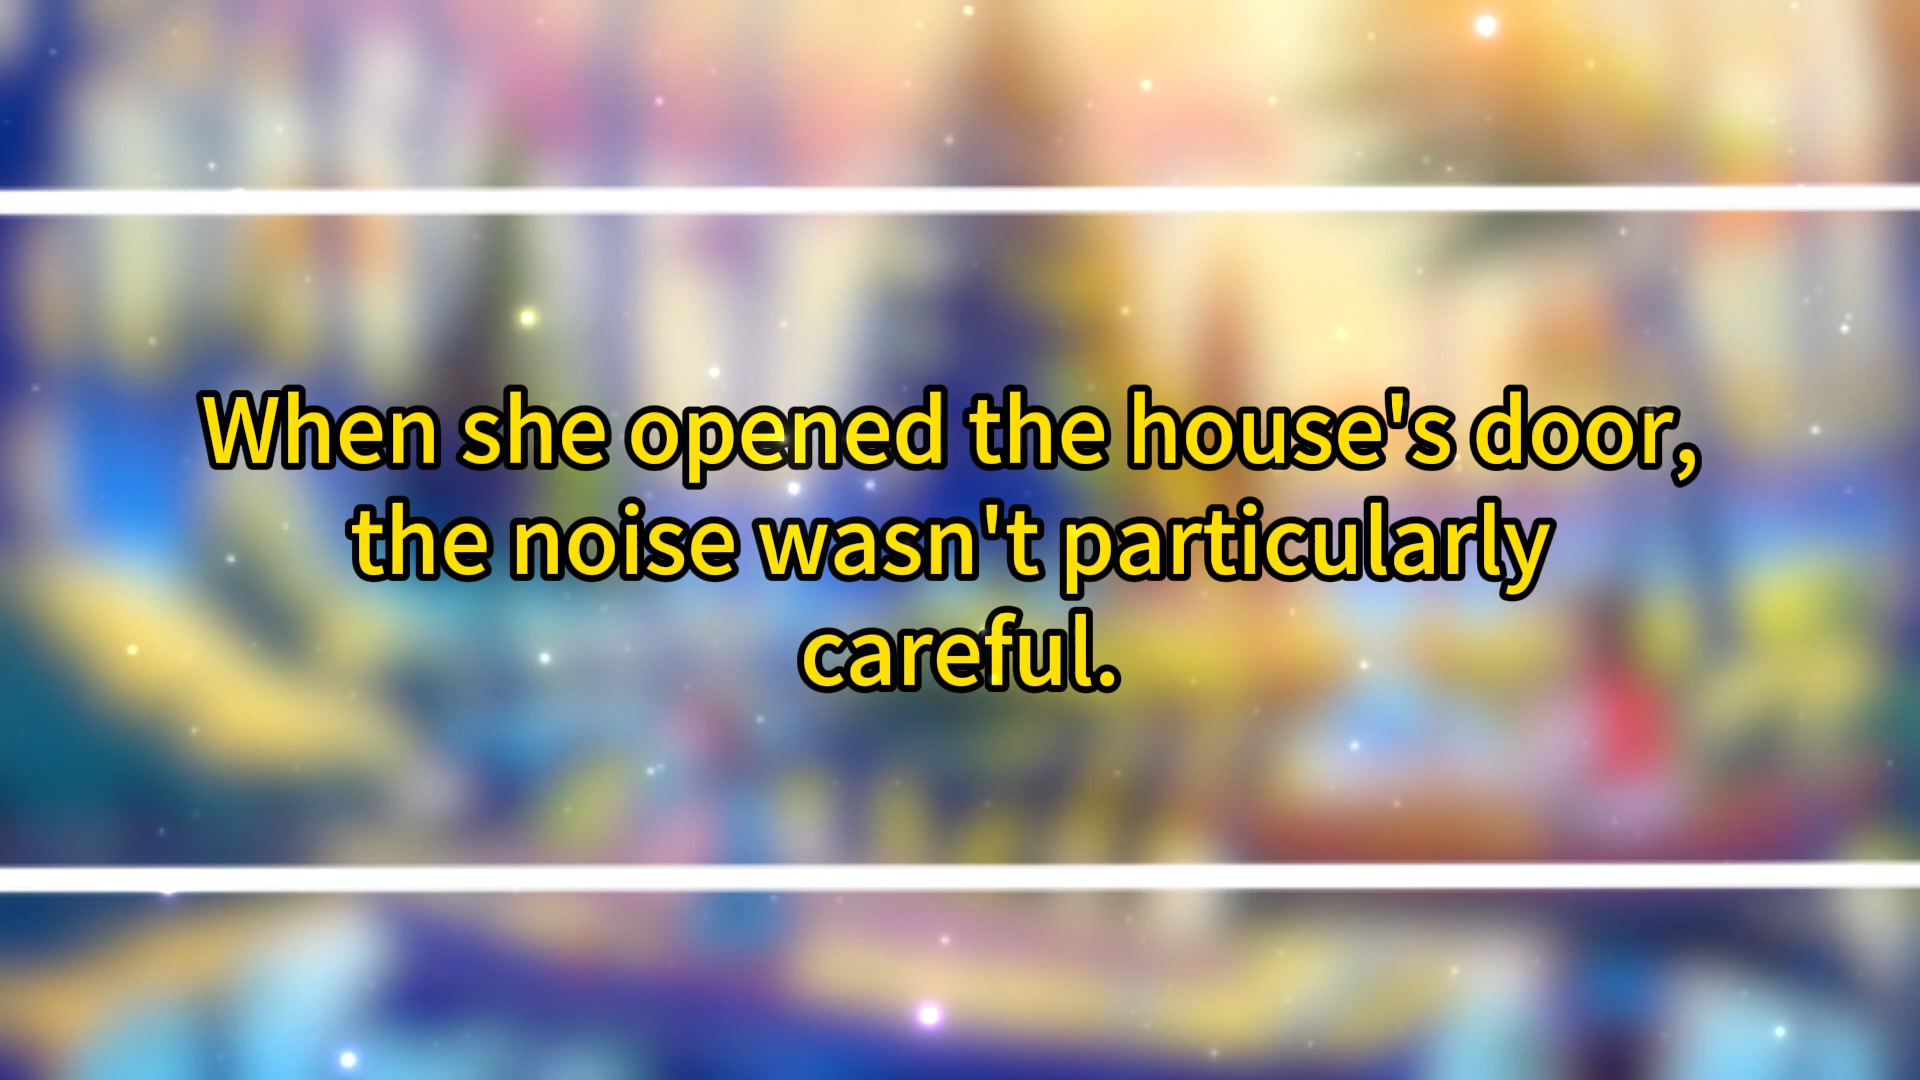 When she opened the house's door,
the noise wasn't particularly
careful.